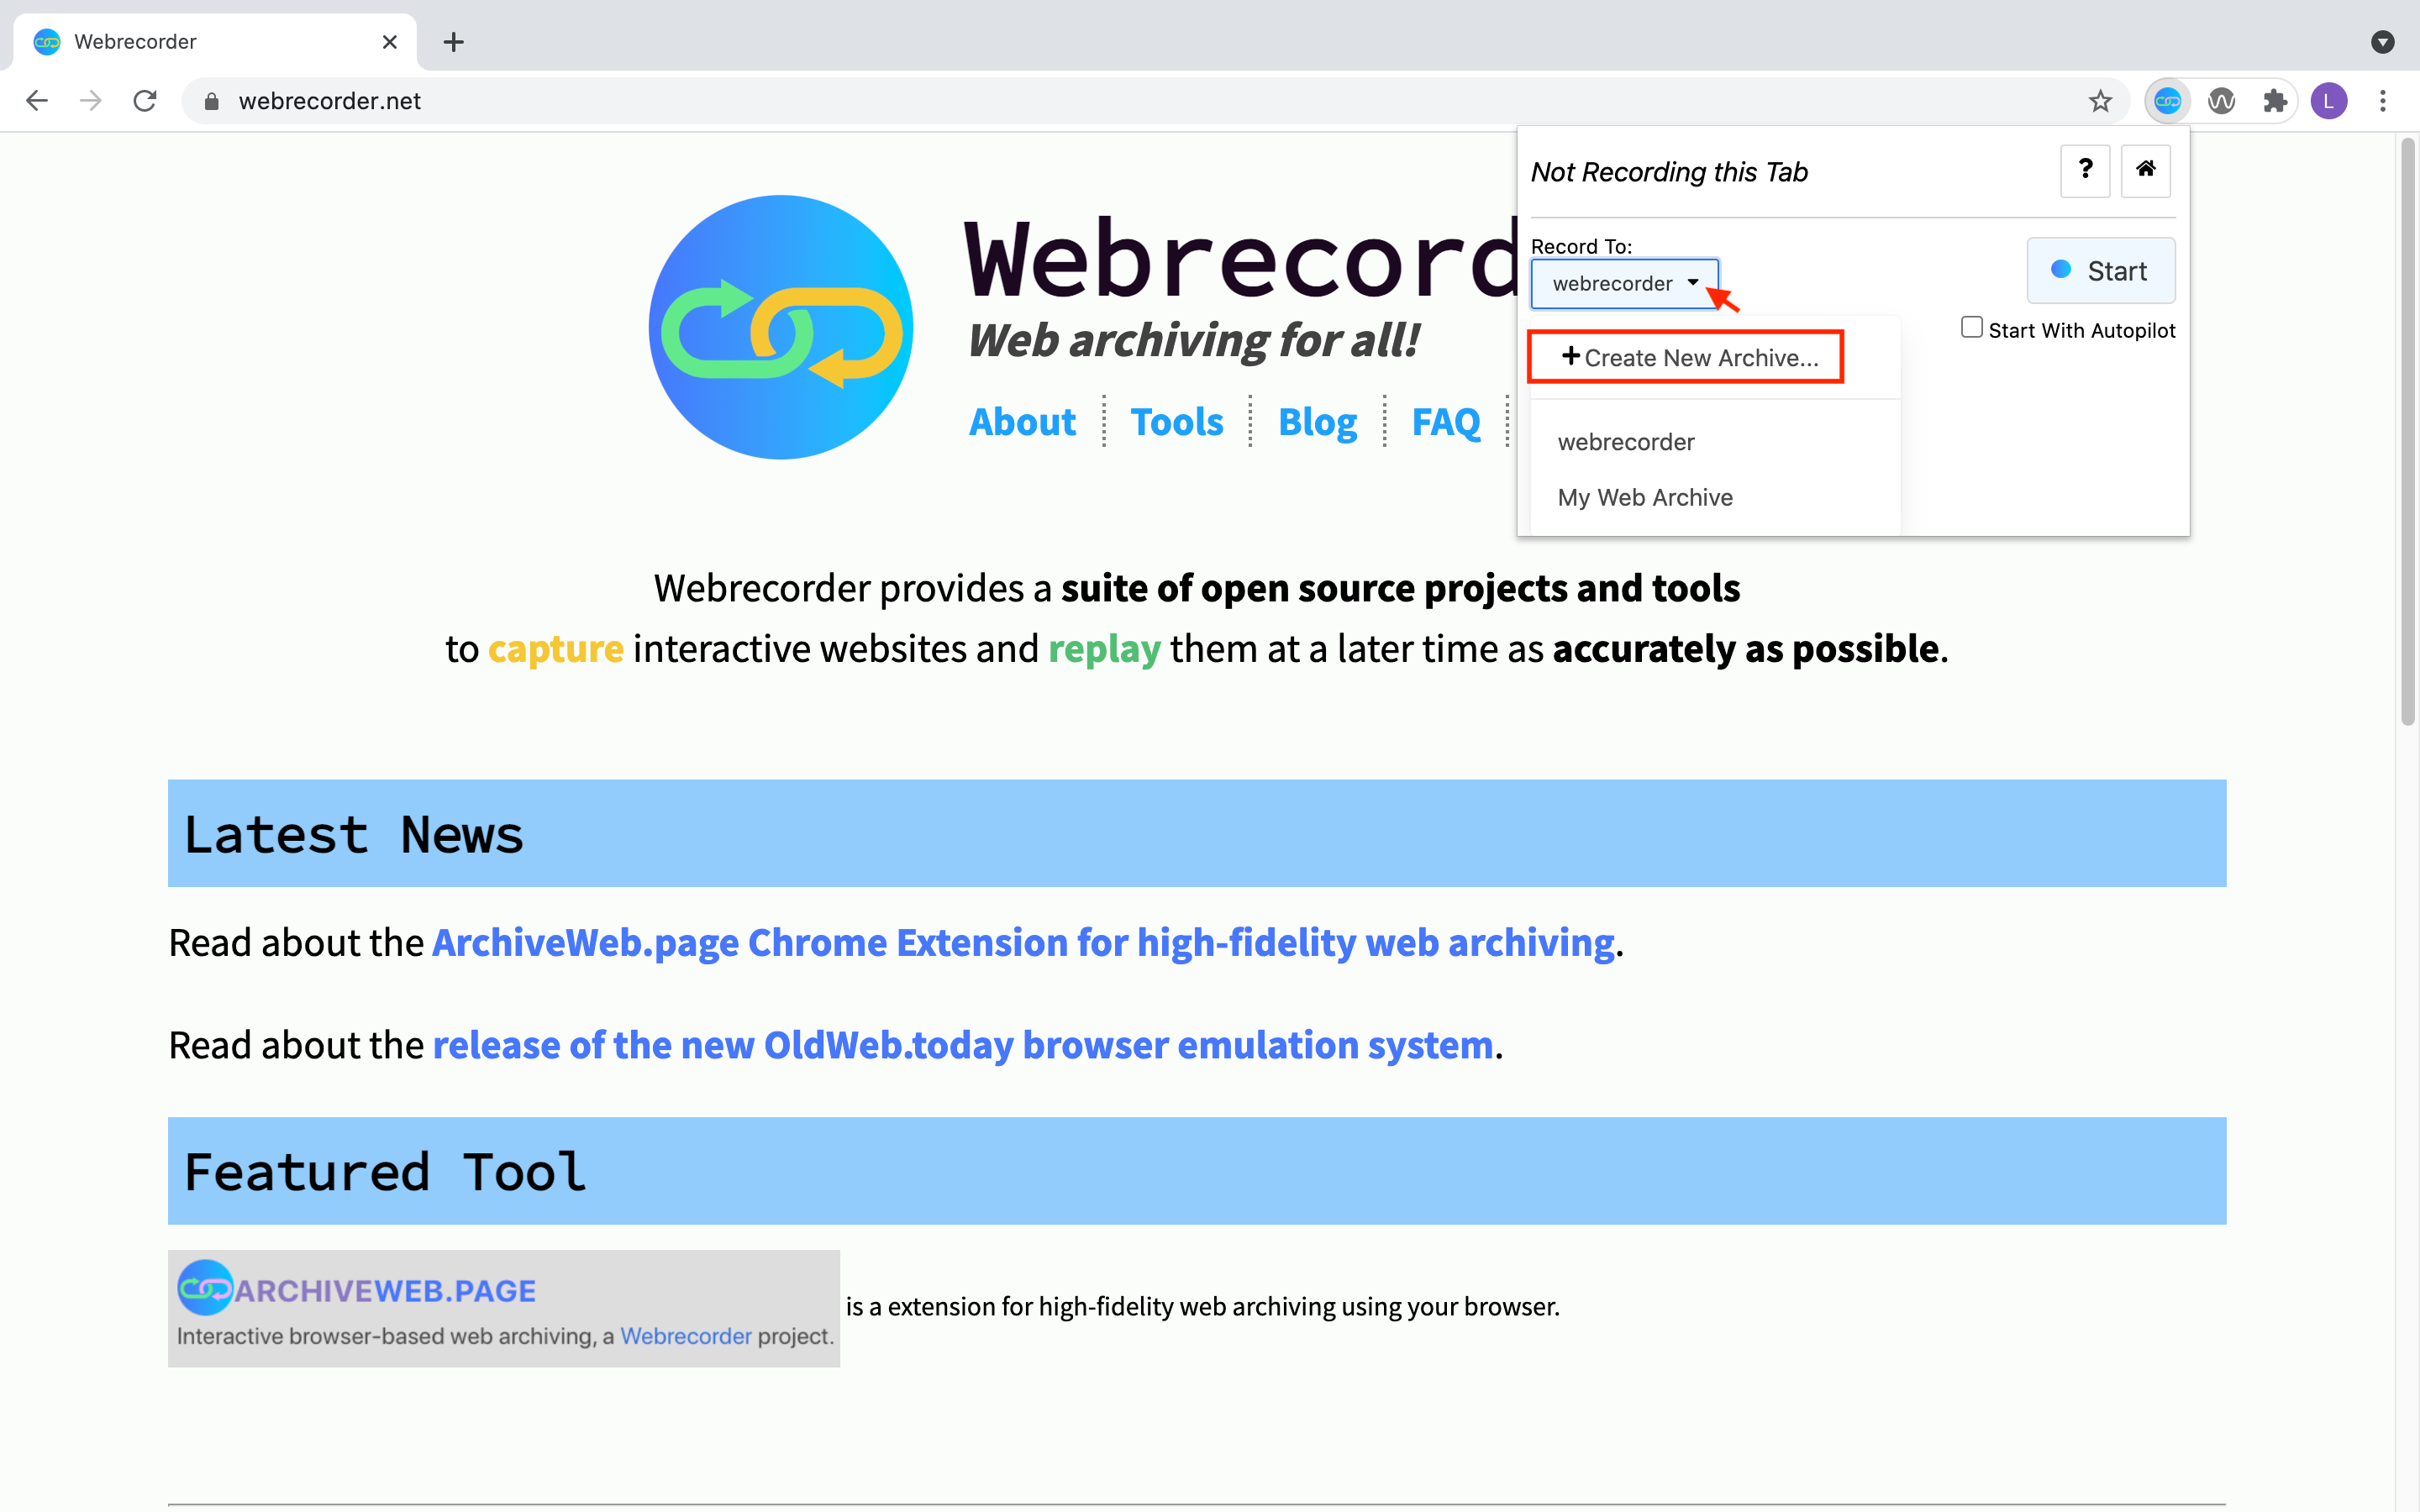 Webrecorder
webrecorder.net
L
Not Recording this Tab
?
Record To:
webrecorder
Start
Start With Autopilot
+Create New Archive...
webrecorder
My Web Archive
Webrecord
Web archiving for all!
About
Tools
Blog
FAQ
Webrecorder provides a suite of open source projects and tools
to capture interactive websites and replay them at a later time as accurately as possible.
Latest News
Read about the ArchiveWeb.page Chrome Extension for high-fidelity web archiving.
Read about the release of the new OldWeb.today browser emulation system.
Featured Tool
ARCHIVEWEB.PAGE
Interactive browser-based web archiving, a Webrecorder project.
is a extension for high-fidelity web archiving using your browser.